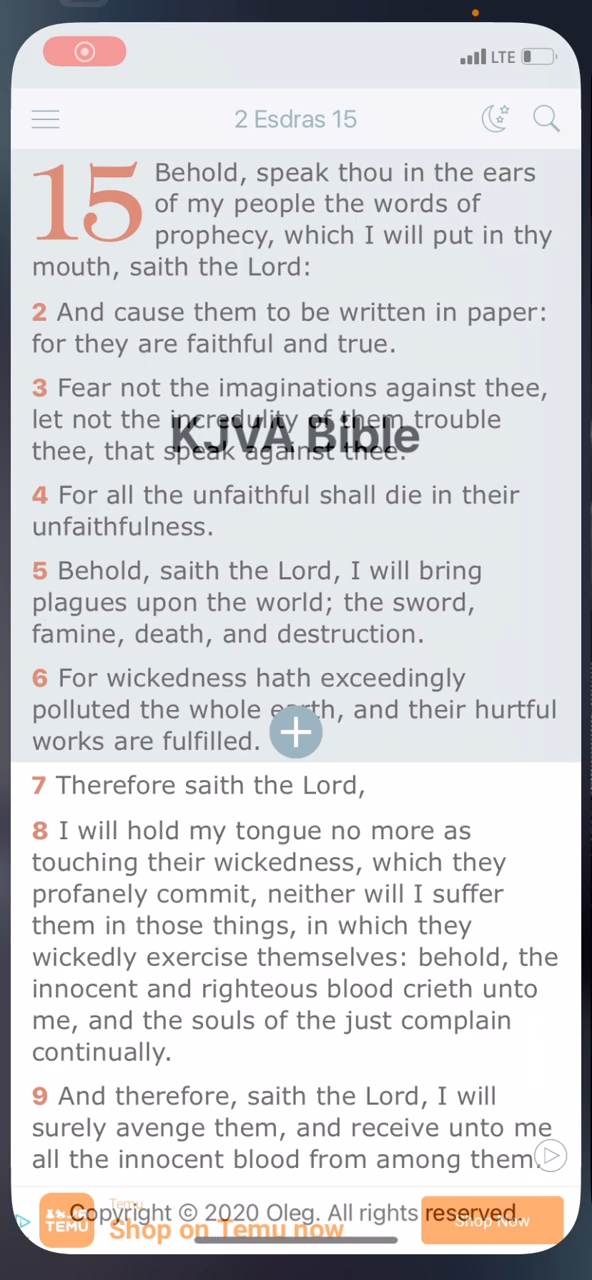 LTE
2 Esdras 15
15 Behold, speak thou in the ears
of my people the words of
prophecy, which I will put in thy
mouth, saith the Lord:
2 And cause them to be written in paper:
for they are faithful and true.
3 Fear not the imaginations against thee,
let not the incredulity of them trouble
KJVA Bible
thee, that speak against thee.
4 For all the unfaithful shall die in their
unfaithfulness.
5 Behold, saith the Lord, I will bring
plagues upon the world; the sword,
famine, death, and destruction.
6 For wickedness hath exceedingly
polluted the whole earth, and their hurtful
works are fulfilled.
7 Therefore saith the Lord,
8 I will hold my tongue no more as
touching their wickedness, which they
profanely commit, neither will I suffer
them in those things, in which they
wickedly exercise themselves: behold, the
innocent and righteous blood crieth unto
me, and the souls of the just complain
continually.
9 And therefore, saith the Lord, I will
surely avenge them, and receive unto me
all the innocent blood from among them.
Temu
Copyright © 2020 Oleg. All rights reserved.
TEMU
Shop on Temu now
Shop Now